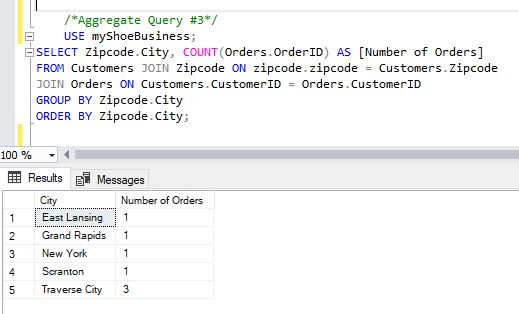 /*Aggregate Query #3*/
USE myShoeBusiness;
SELECT Zipcode.City, COUNT(Orders.OrderID) AS [Number of Orders]
FROM Customers JOIN Zipcode ON zipcode.zipcode = Customers.Zipcode
JOIN Orders ON Customers.CustomerID = Orders.CustomerID
GROUP BY Zipcode.City
ORDER BY Zipcode.City;
100 %
Results Messages
City Number of Orders
1 East Lansing 1
2 Grand Rapids 1
3 New York 1
4 Scranton 1
5 Traverse City 3